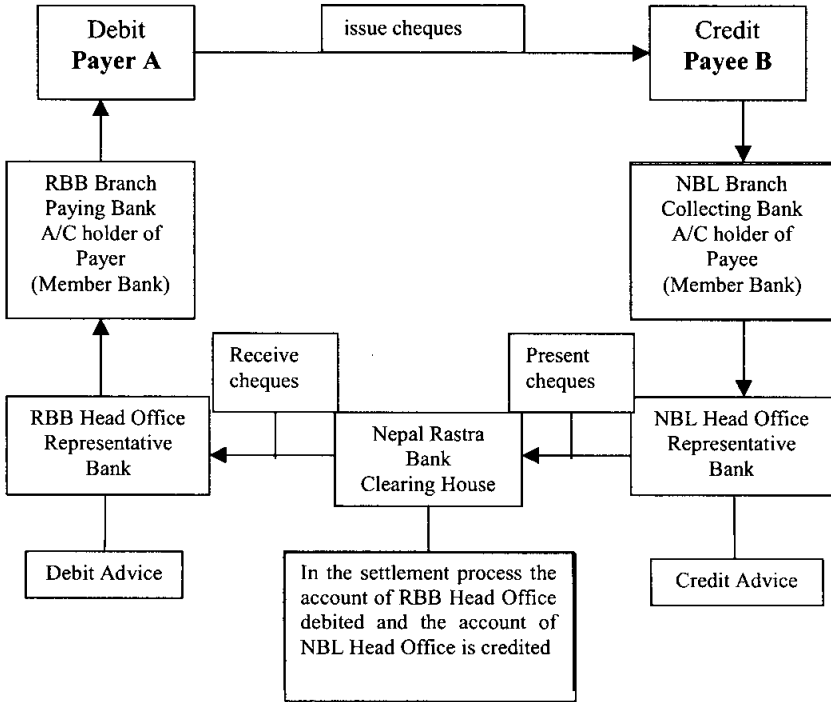 Debit
Payer A
issue cheques
Credit
Payee B
RBB Branch
Paying Bank
A/C holder of
Payer
(Member Bank)
NBL Branch
Collecting Bank
A/C holder of
Payee
(Member Bank)
Receive
cheques
Present
cheques
RBB Head Office
Representative
Bank
Nepal Rastra
Bank
Clearing House
NBL Head Office
Representative
Bank
Debit Advice
In the settlement process the
account of RBB Head Office
debited and the account of
NBL Head Office is credited
Credit Advice